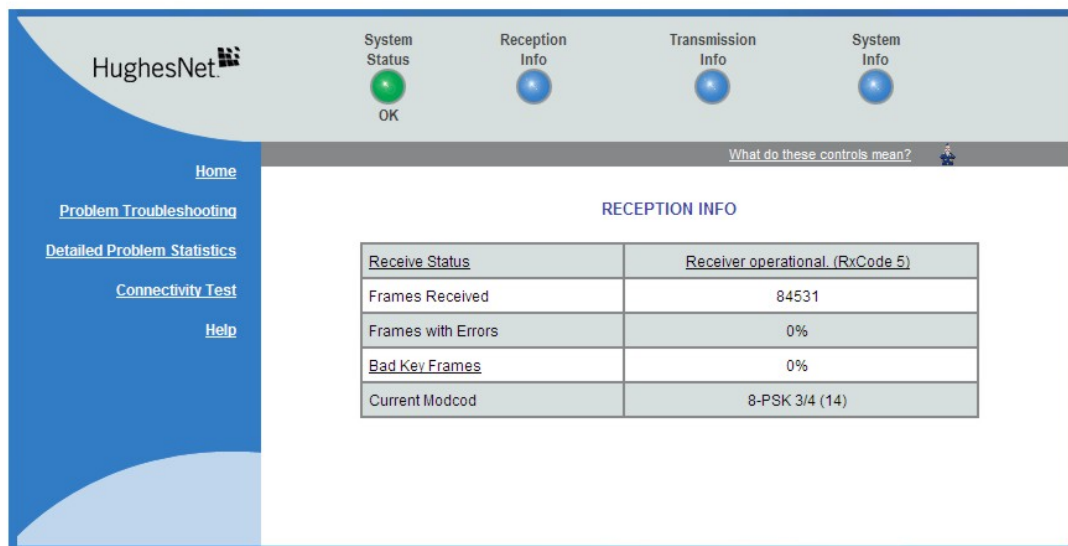 HughesNet.
System Status
OK
Reception Info
Transmission Info
System Info
What do these controls mean?
Home
Problem Troubleshooting
Detailed Problem Statistics
Connectivity Test
Help
RECEPTION INFO
Receive Status Receiver operational. (RxCode 5)
Frames Received 84531
Frames with Errors 0%
Bad Key Frames 0%
Current Modcod 8-PSK 3/4 (14)